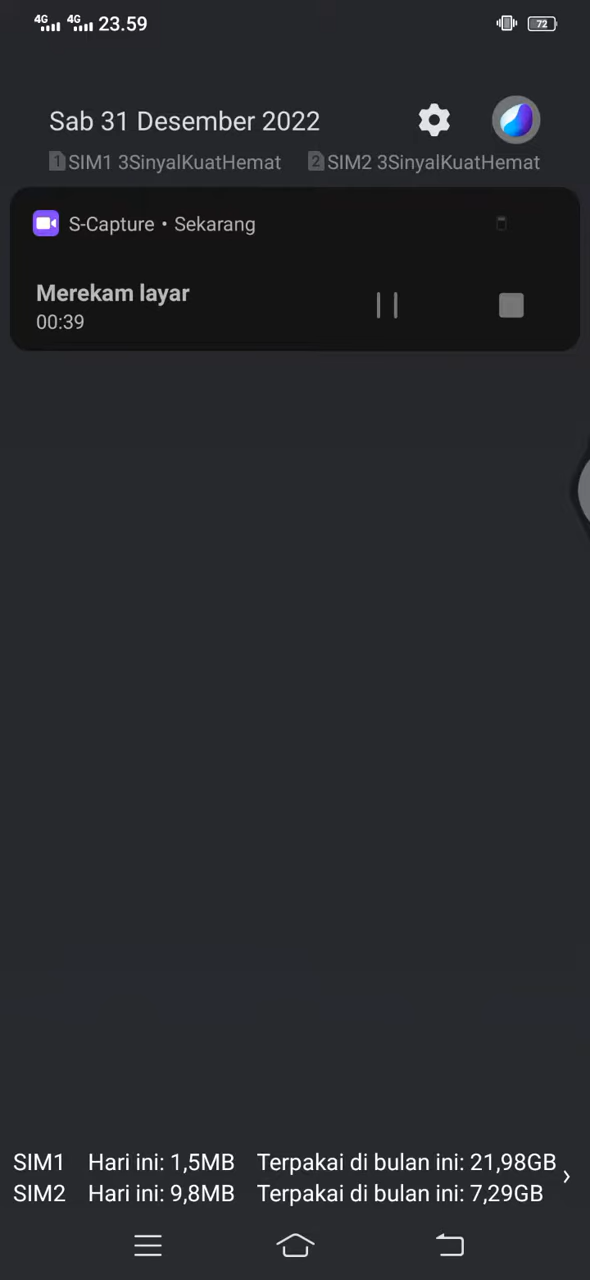 4G 4G 23.59 72
Sab 31 Desember 2022
1 SIM1 3SinyalKuatHemat 2 SIM2 3SinyalKuatHemat
S-Capture • Sekarang
Merekam layar
00:39
SIM1 Hari ini: 1,5MB Terpakai di bulan ini: 21,98GB
SIM2 Hari ini: 9,8MB Terpakai di bulan ini: 7,29GB